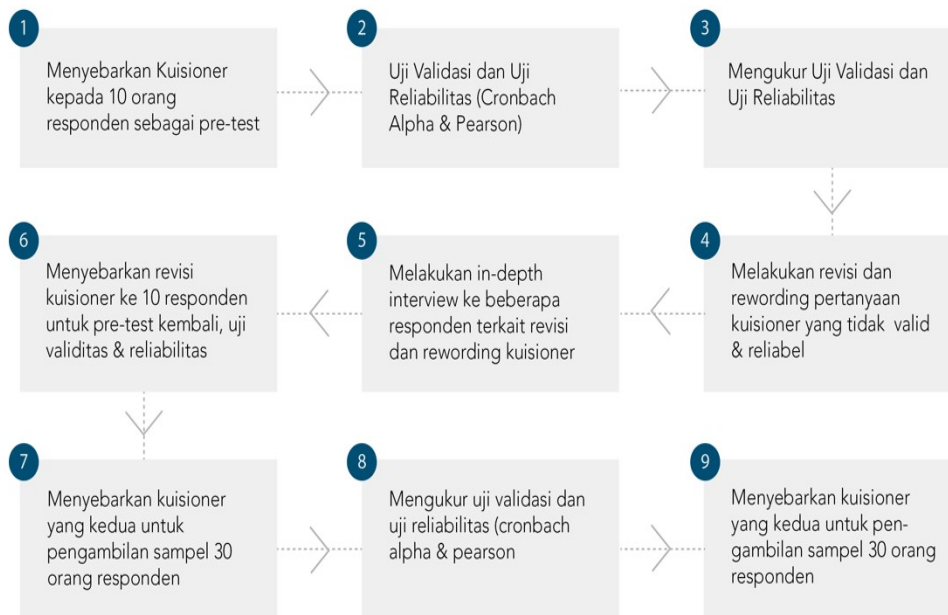 1
Menyebarkan Kuisioner
kepada 10 orang
responden sebagai pre-test
2
Uji Validasi dan Uji
Reliabilitas (Cronbach
Alpha & Pearson)
3
Mengukur Uji Validasi dan
Uji Reliabilitas
4
Melakukan revisi dan
rewording pertanyaan
kuisioner yang tidak valid
& reliabel
5
Melakukan in-depth
interview ke beberapa
responden terkait revisi
dan rewording kuisioner
6
Menyebarkan revisi
kuisioner ke 10 responden
untuk pre-test kembali, uji
validitas & reliabilitas
7
Menyebarkan kuisioner
yang kedua untuk
pengambilan sampel 30
orang responden
8
Mengukur uji validasi dan
uji reliabilitas (cronbach
alpha & pearson
9
Menyebarkan kuisioner
yang kedua untuk pen-
gambilan sampel 30 orang
responden